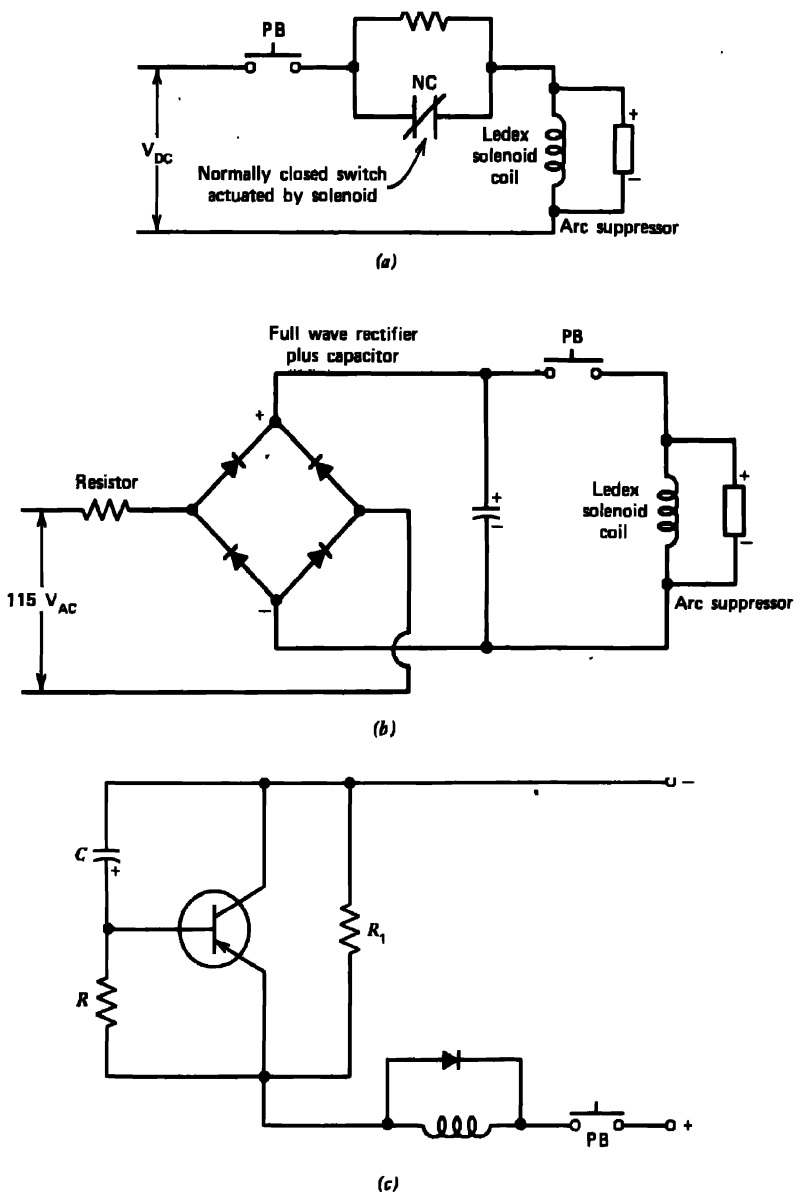 PB
NC
V_DC
Normally closed switch
actuated by solenoid
Ledex
solenoid
coil
+
−
Arc suppressor
(a)
Full wave rectifier
plus capacitor
PB
+
Resistor
+
−
Ledex
solenoid
coil
+
−
115 V_AC
−
Arc suppressor
(b)
−
C
+
R₁
R
PB
+
(c)